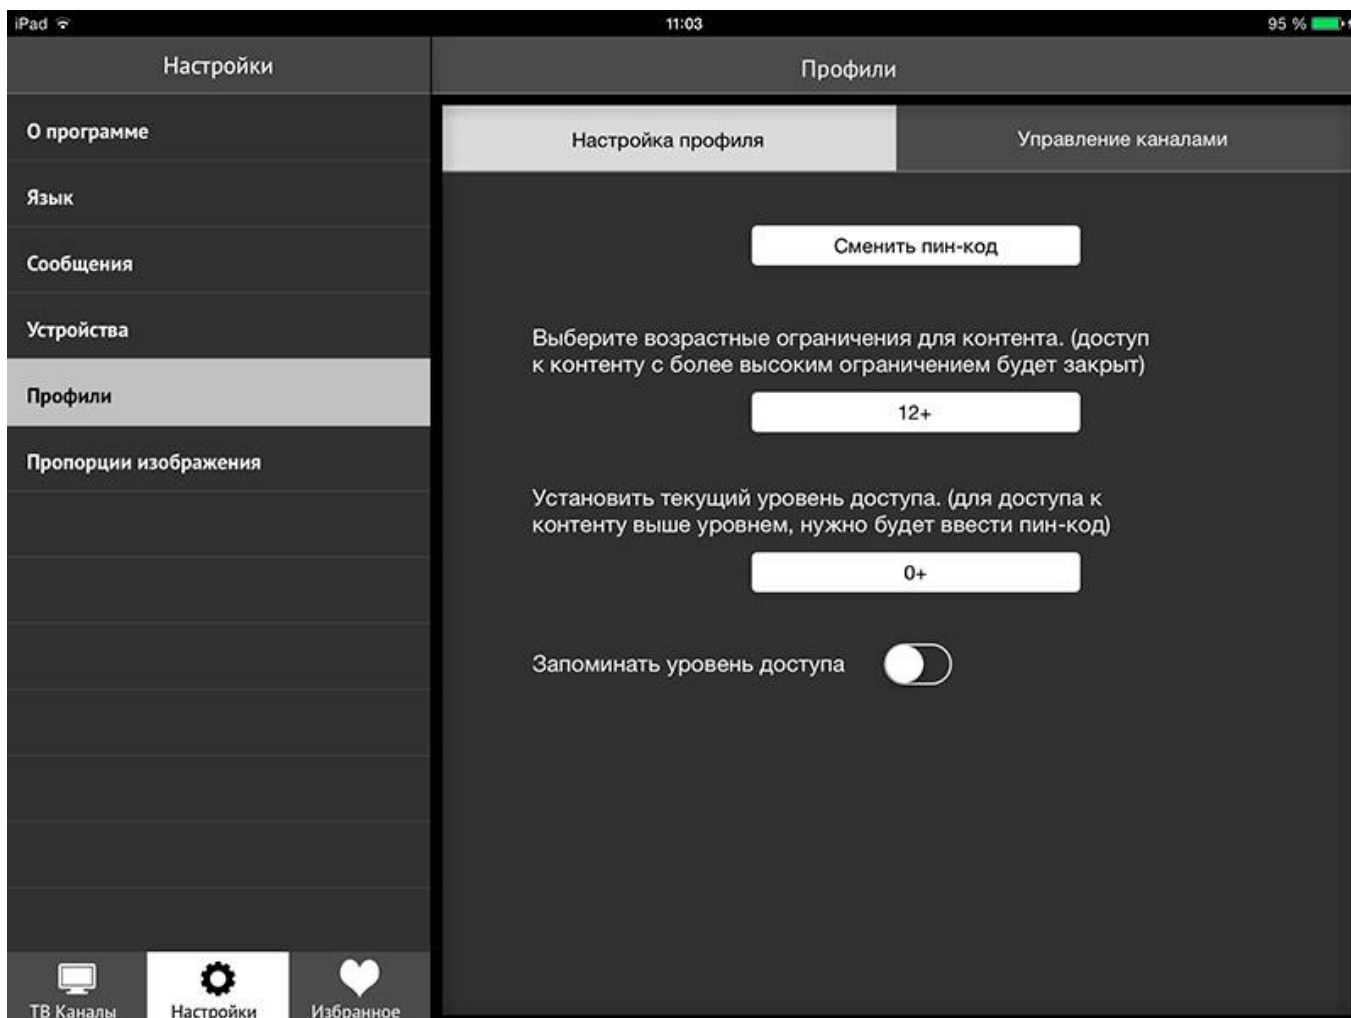 iPad
11:03
95 %
Настройки
О программе
Язык
Сообщения
Устройства
Профили
Пропорции изображения
ТВ Каналы
Настройки
Избранное
Профили
Настройка профиля
Управление каналами
Сменить пин-код
Выберите возрастные ограничения для контента. (доступ
к контенту с более высоким ограничением будет закрыт)
12+
Установить текущий уровень доступа. (для доступа к
контенту выше уровнем, нужно будет ввести пин-код)
0+
Запоминать уровень доступа